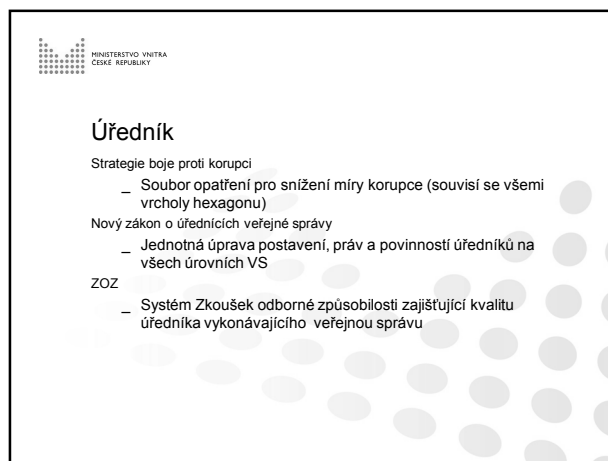 MINISTERSTVO VNITRA
ČESKÉ REPUBLIKY
Úředník
Strategie boje proti korupci
_ Soubor opatření pro snížení míry korupce (souvisí se všemi
vrcholy hexagonu)
Nový zákon o úřednících veřejné správy
_ Jednotná úprava postavení, práv a povinností úředníků na
všech úrovních VS
ZOZ
_ Systém Zkoušek odborné způsobilosti zajišťující kvalitu
úředníka vykonávajícího veřejnou správu